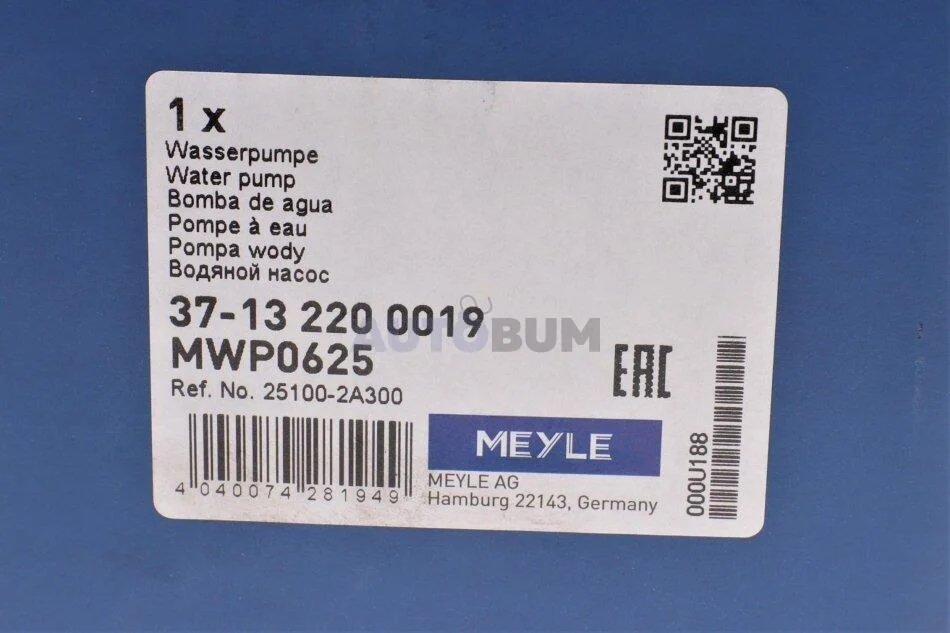 1 x
Wasserpumpe
Water pump
Bomba de agua
Pompe à eau
Pompa wody
Водяной насос
37-13 220 0019
AUTOBUM
MWP0625
EAC
Ref. No. 25100-2A300
MEYLE
MEYLE AG
Hamburg 22143, Germany
4 040074 281949
000U188